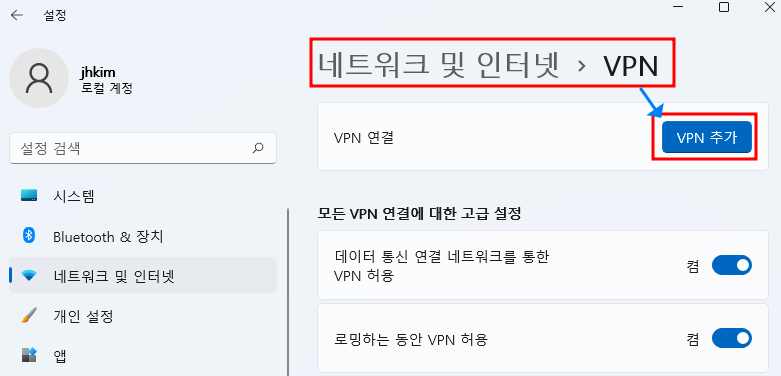 설정
jhkim
로컬 계정
설정 검색
시스템
Bluetooth & 장치
네트워크 및 인터넷
개인 설정
앱
네트워크 및 인터넷 > VPN
VPN 연결
VPN 추가
모든 VPN 연결에 대한 고급 설정
데이터 통신 연결 네트워크를 통한
VPN 허용
켬
로밍하는 동안 VPN 허용
켬